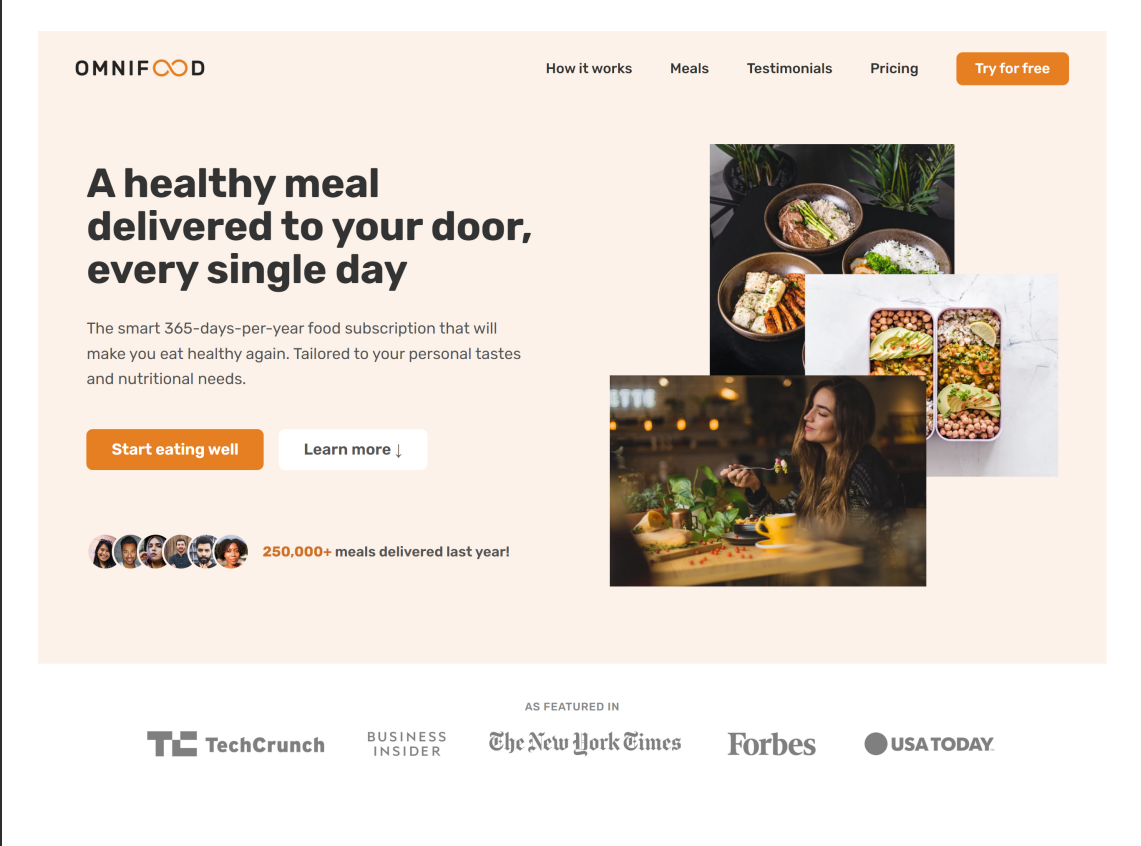 OMNIFOOD
How it works
Meals
Testimonials
Pricing
Try for free
A healthy meal
delivered to your door,
every single day
The smart 365-days-per-year food subscription that will
make you eat healthy again. Tailored to your personal tastes
and nutritional needs.
Start eating well
Learn more ↓
250,000+ meals delivered last year!
AS FEATURED IN
TC TechCrunch
BUSINESS
INSIDER
The New York Times
Forbes
USA TODAY